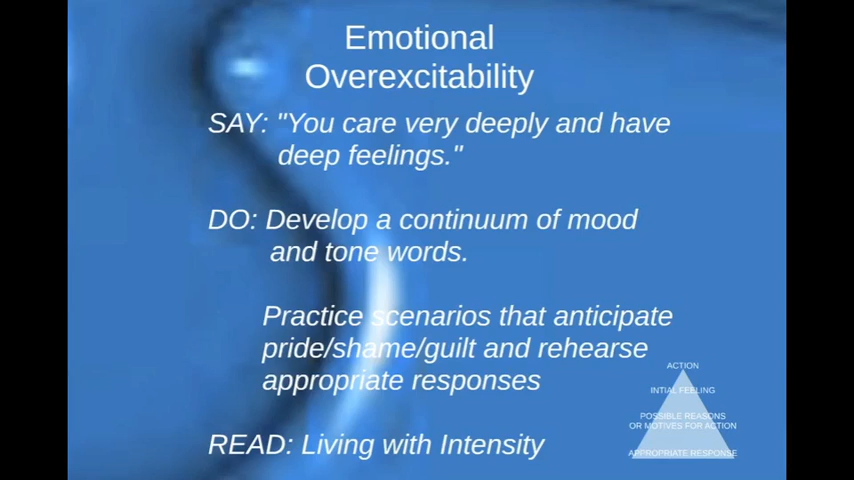 Emotional
Overexcitability
SAY: "You care very deeply and have
deep feelings."
DO: Develop a continuum of mood
and tone words.
Practice scenarios that anticipate
pride/shame/guilt and rehearse
appropriate responses
READ: Living with Intensity
ACTION
INTIAL FEELING
POSSIBLE REASONS
OR MOTIVES FOR ACTION
APPROPRIATE RESPONSE